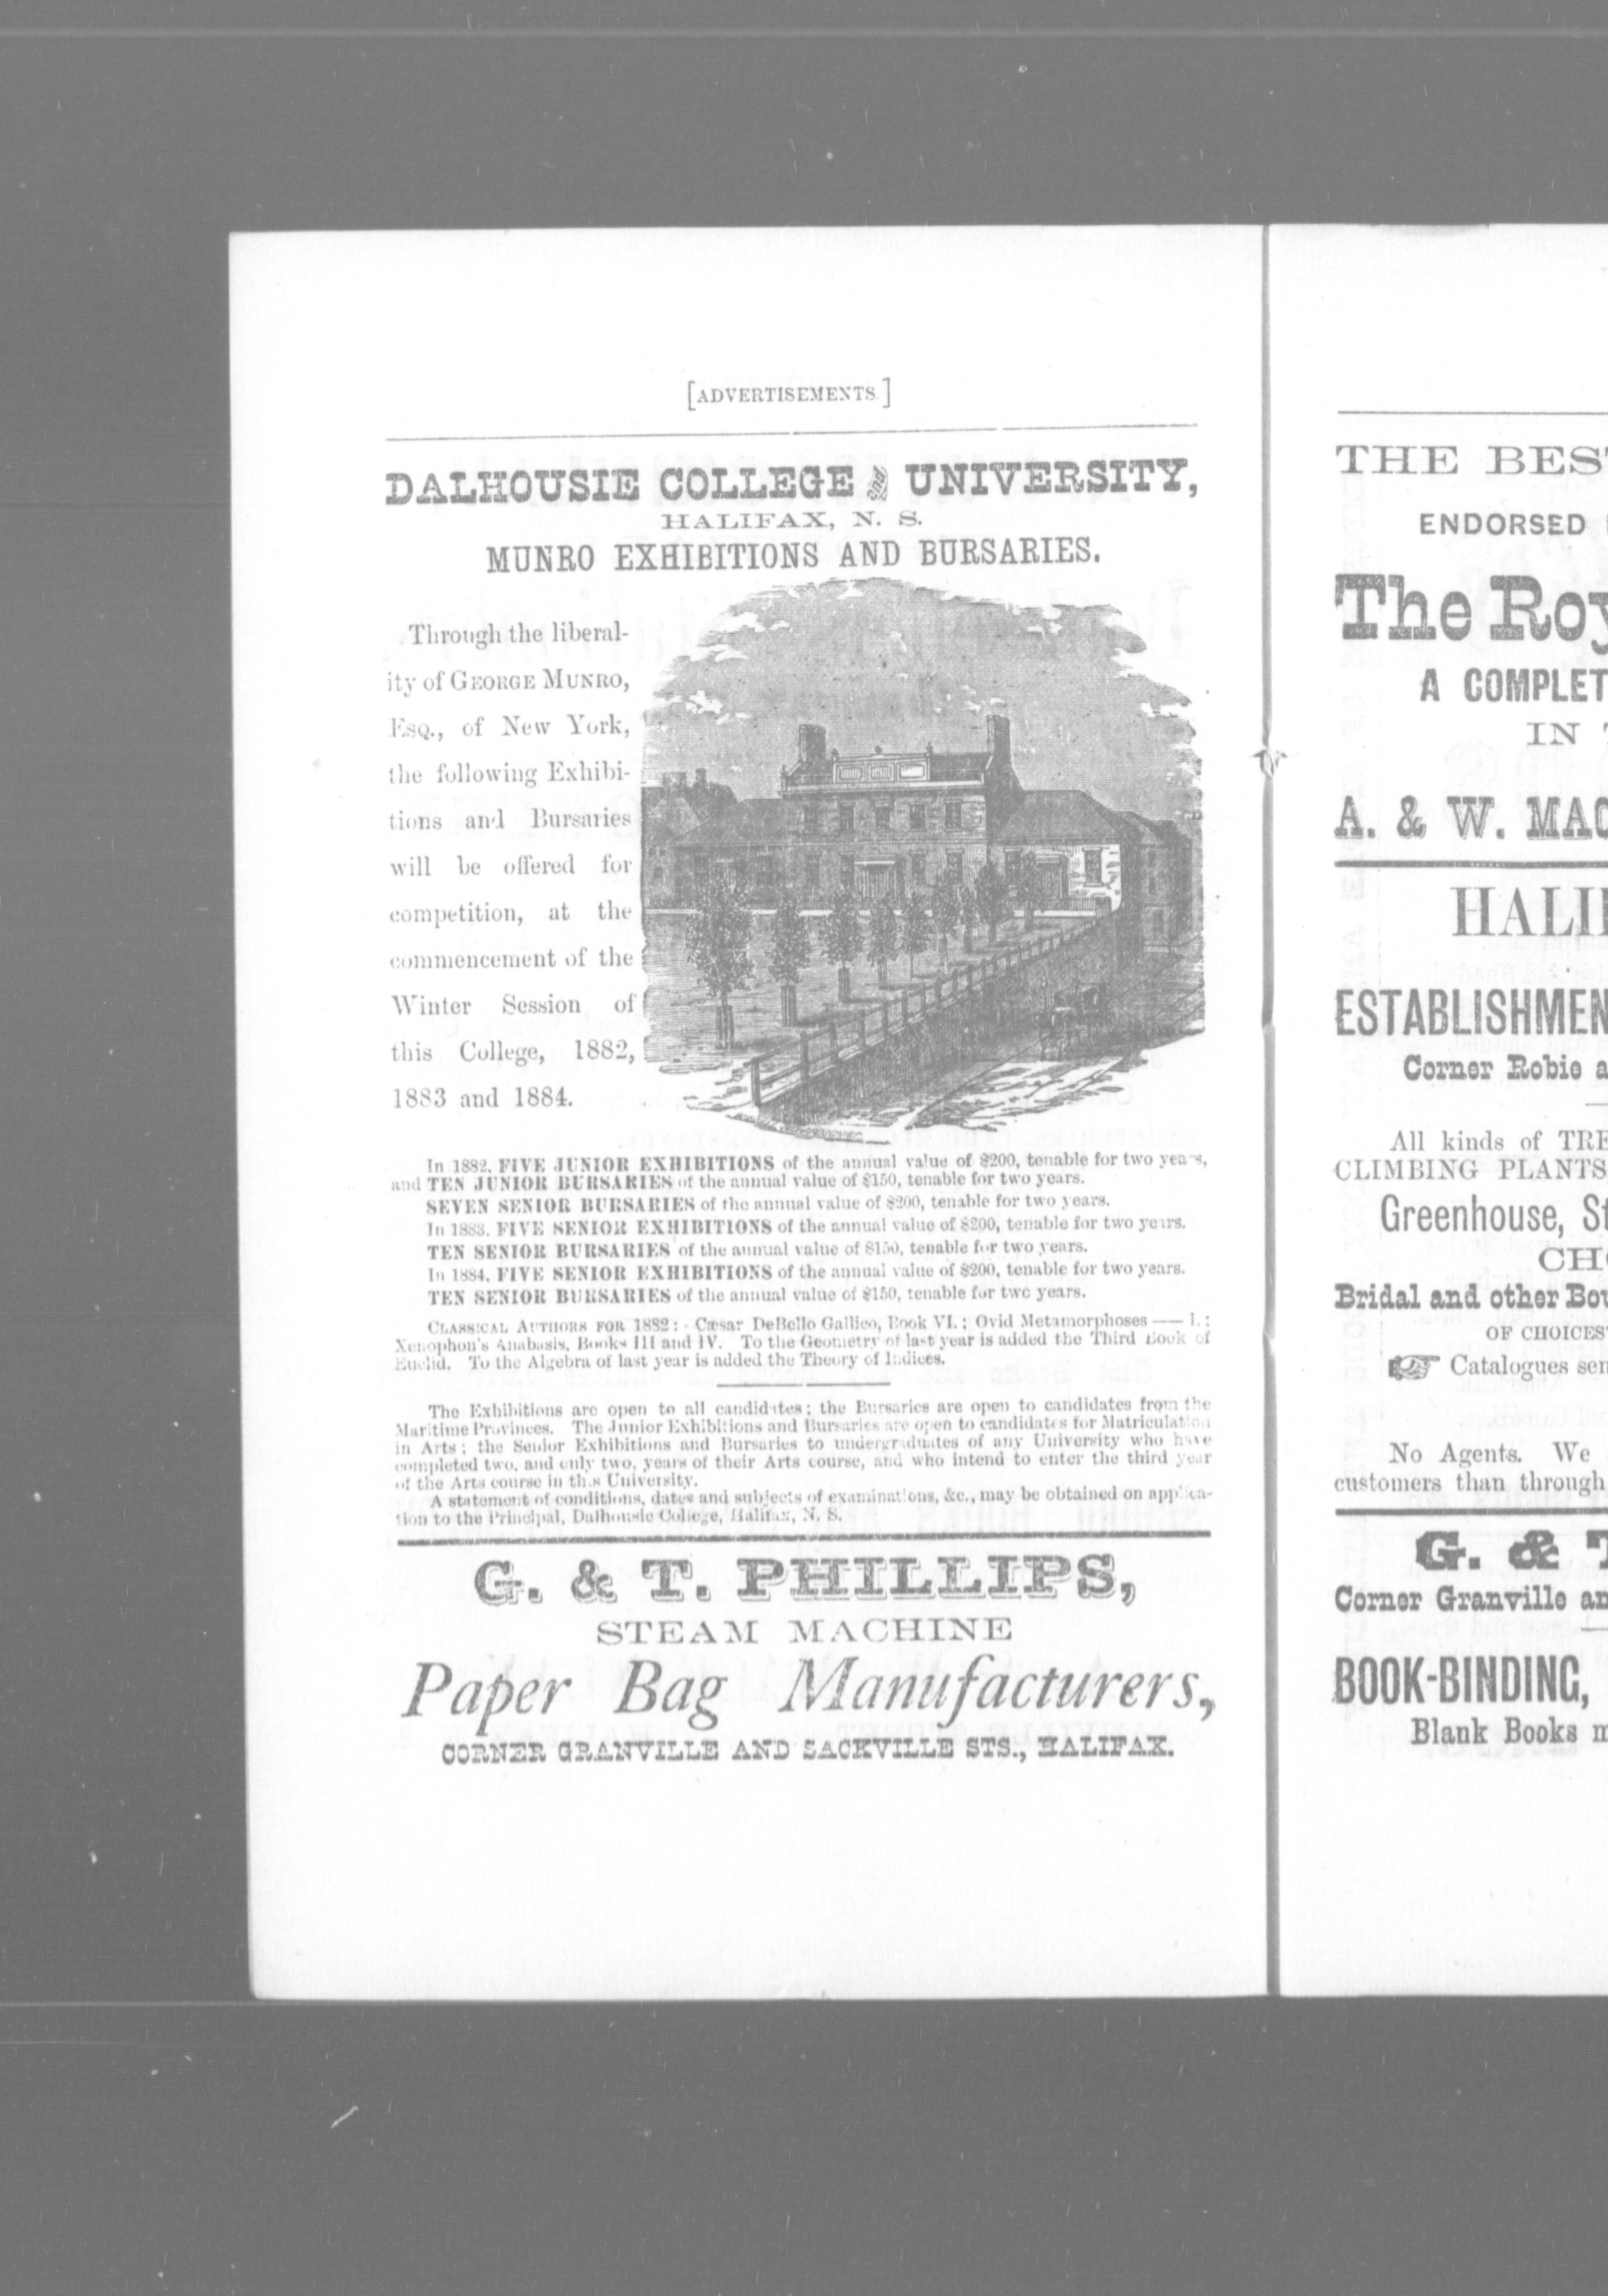 [ADVERTISEMENTS.]
DALHOUSIE COLLEGE and UNIVERSITY,
HALIFAX, N. S.
MUNRO EXHIBITIONS AND BURSARIES.
Through the liberal-
ity of GEORGE MUNRO,
Esq., of New York,
the following Exhibi-
tions and Bursaries
will be offered for
competition, at the
commencement of the
Winter Session of
this College, 1882,
1883 and 1884.
In 1882, FIVE JUNIOR EXHIBITIONS of the annual value of $200, tenable for two years,
and TEN JUNIOR BURSARIES of the annual value of $150, tenable for two years.
SEVEN SENIOR BURSARIES of the annual value of $200, tenable for two years.
In 1883, FIVE SENIOR EXHIBITIONS of the annual value of $200, tenable for two years.
TEN SENIOR BURSARIES of the annual value of $150, tenable for two years.
In 1884, FIVE SENIOR EXHIBITIONS of the annual value of $200, tenable for two years.
TEN SENIOR BURSARIES of the annual value of $150, tenable for two years.
CLASSICAL AUTHORS FOR 1882: - Cæsar DeBello Gallico, Book VI.; Ovid Metamorphoses —— I.;
Xenophon's Anabasis, Books III and IV. To the Geometry of last year is added the Third Book of
Euclid. To the Algebra of last year is added the Theory of Indices.
The Exhibitions are open to all candidates; the Bursaries are open to candidates from the
Maritime Provinces. The Junior Exhibitions and Bursaries are open to candidates for Matriculation
in Arts; the Senior Exhibitions and Bursaries to undergraduates of any University who have
completed two, and only two, years of their Arts course, and who intend to enter the third year
of the Arts course in this University.
A statement of conditions, dates and subjects of examinations, &c., may be obtained on applica-
tion to the Principal, Dalhousie College, Halifax, N. S.
G. & T. PHILLIPS,
STEAM MACHINE
Paper Bag Manufacturers,
CORNER GRANVILLE AND SACKVILLE STS., HALIFAX.
THE BEST
ENDORSED
The Roy
A COMPLET
IN
A. & W. MAC
HALIF
ESTABLISHMEN
Corner Robie a
All kinds of TRE
CLIMBING PLANTS
Greenhouse, St
CHO
Bridal and other Bou
OF CHOICEST
Catalogues sen
No Agents. We
customers than through
G. & T
Corner Granville an
BOOK-BINDING,
Blank Books m